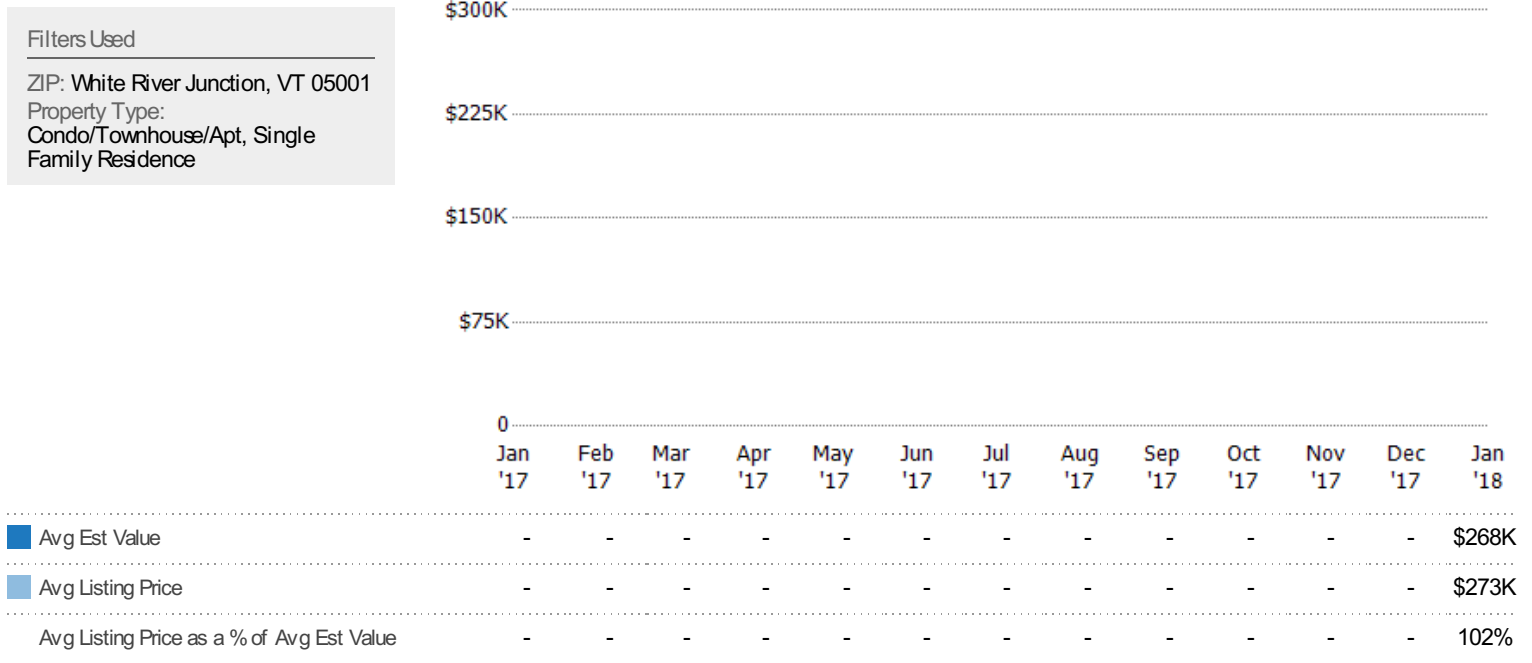 Filters Used
ZIP: White River Junction, VT 05001
Property Type:
Condo/Townhouse/Apt, Single
Family Residence
$300K
$225K
$150K
$75K
0
Jan Feb Mar Apr May Jun Jul Aug Sep Oct Nov Dec Jan
'17 '17 '17 '17 '17 '17 '17 '17 '17 '17 '17 '17 '18
Avg Est Value - - - - - - - - - - - - $268K
Avg Listing Price - - - - - - - - - - - - $273K
Avg Listing Price as a % of Avg Est Value - - - - - - - - - - - - 102%